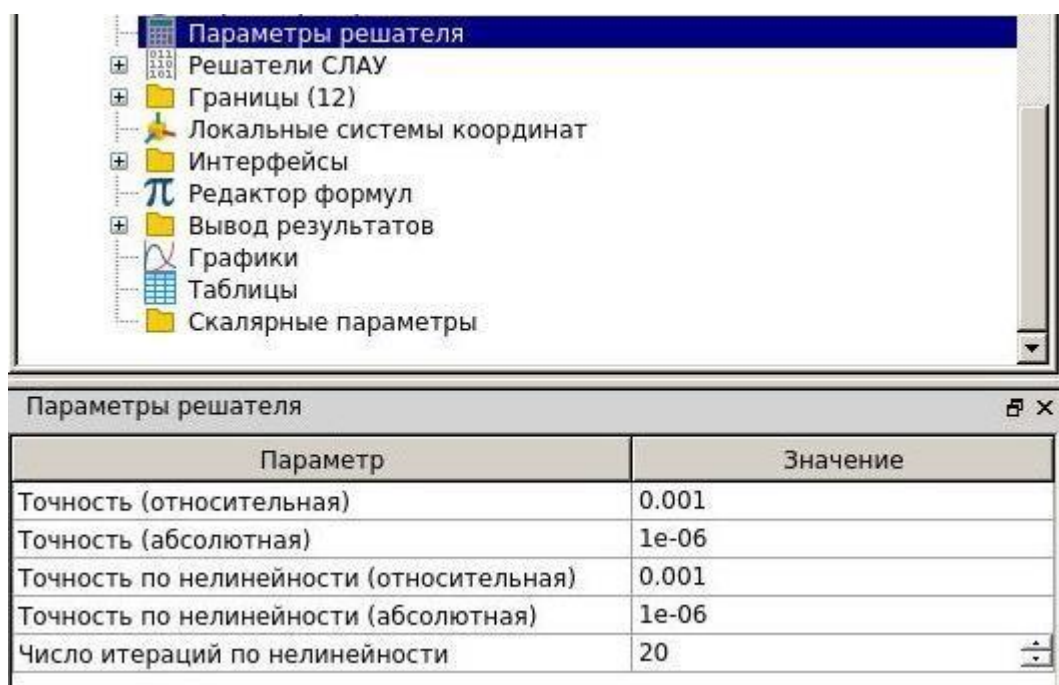 Параметры решателя
Решатели СЛАУ
Границы (12)
Локальные системы координат
Интерфейсы
Редактор формул
Вывод результатов
Графики
Таблицы
Скалярные параметры
Параметры решателя
Параметр Значение
Точность (относительная) 0.001
Точность (абсолютная) 1e-06
Точность по нелинейности (относительная) 0.001
Точность по нелинейности (абсолютная) 1e-06
Число итераций по нелинейности 20